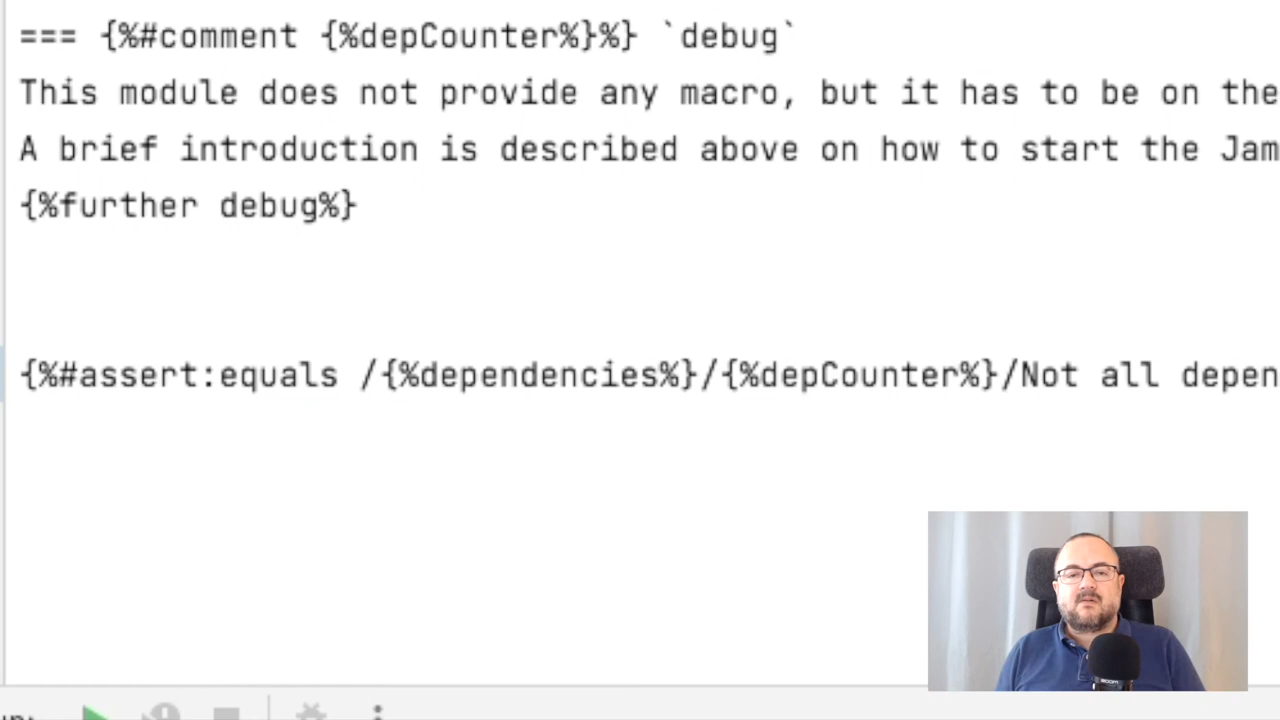 === {%#comment {%depCounter%}%} `debug`
This module does not provide any macro, but it has to be on the
A brief introduction is described above on how to start the Jam
{%further debug%}
{%#assert:equals /{%dependencies%}/{%depCounter%}/Not all depen
ZOOM